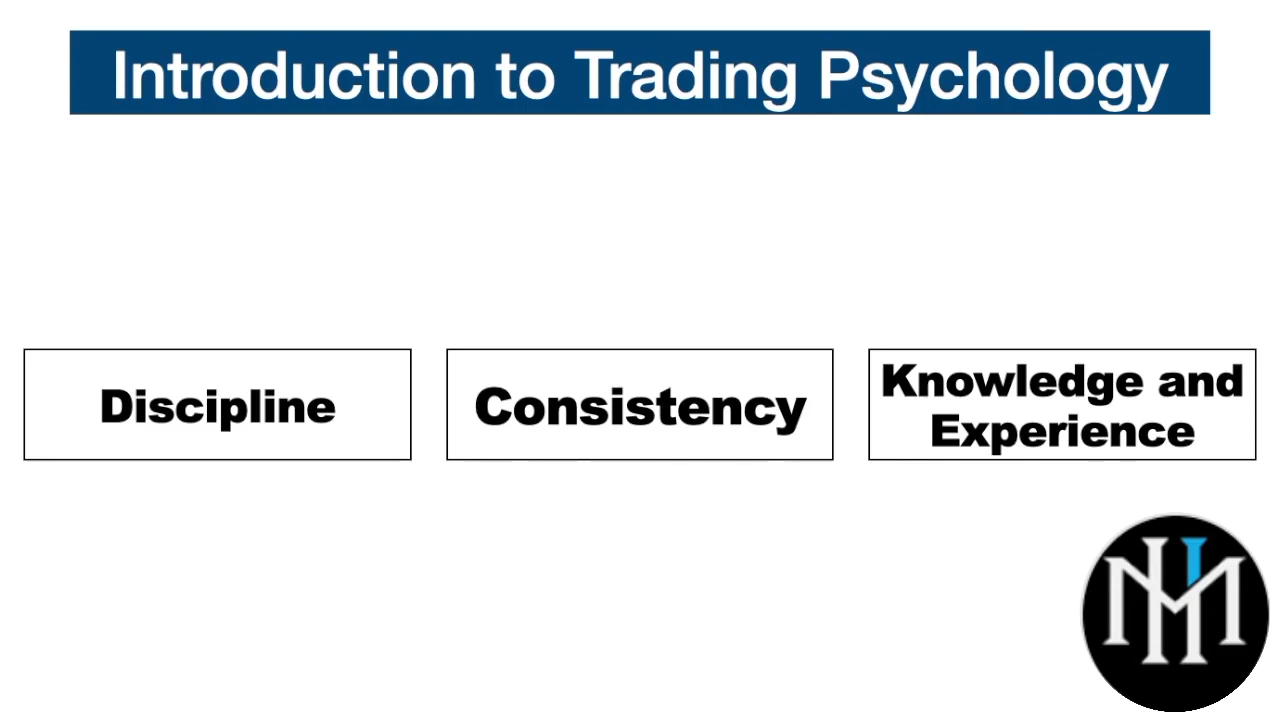 Introduction to Trading Psychology
Discipline
Consistency
Knowledge and
Experience